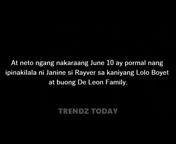 At neto ngang nakaraang June 10 ay pormal nang
ipinakilala ni Janine si Rayver sa kaniyang Lolo Boyet
at buong De Leon Family.
TRENDZ TODAY